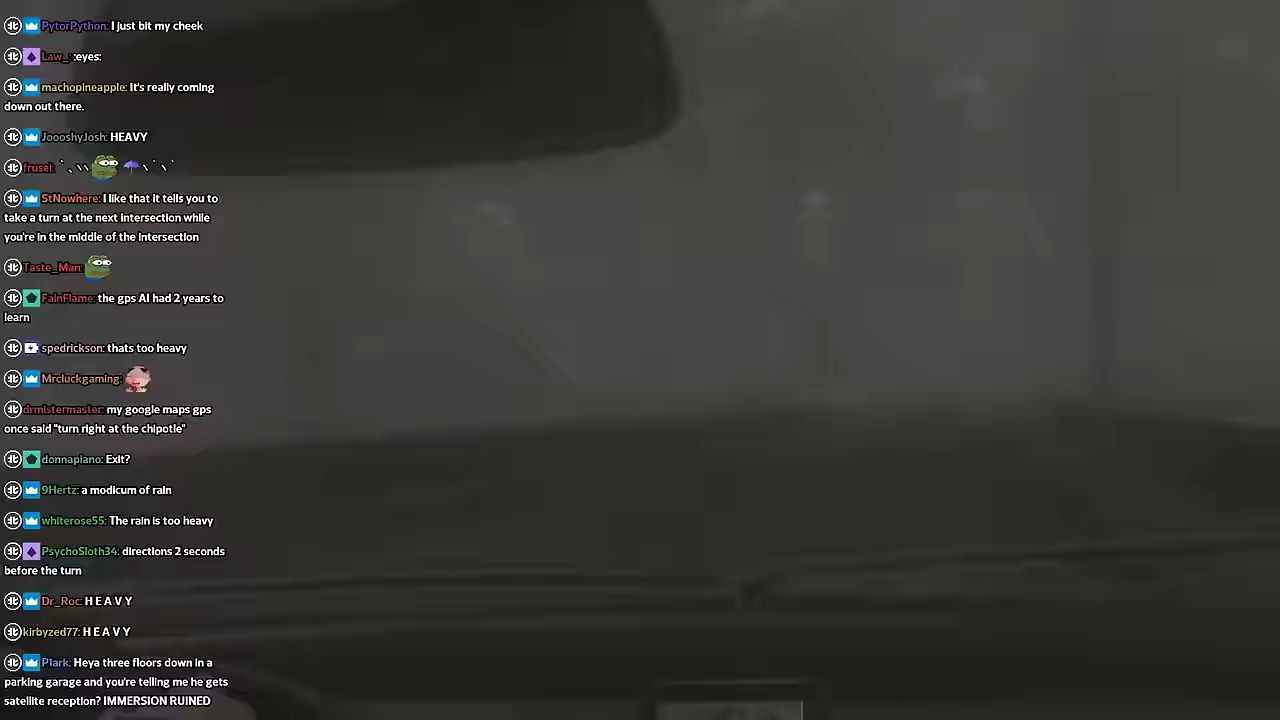 PytorPython: I just bit my cheek
Law_: :eyes:
machopineapple: It's really coming
down out there.
JoooshyJosh: HEAVY
frusel: ` 、\\ ☂ \ ` \ `
StNowhere: I like that it tells you to
take a turn at the next intersection while
you're in the middle of the intersection
Taste_Man:
FainFlame: the gps AI had 2 years to
learn
spedrickson: thats too heavy
Mrcluckgaming:
drmistermaster: my google maps gps
once said "turn right at the chipotle"
donnapiano: Exit?
9Hertz: a modicum of rain
whiterose55: The rain is too heavy
PsychoSloth34: directions 2 seconds
before the turn
Dr_Roc: H E A V Y
kirbyzed77: H E A V Y
P1ark: Heya three floors down in a
parking garage and you're telling me he gets
satellite reception? IMMERSION RUINED